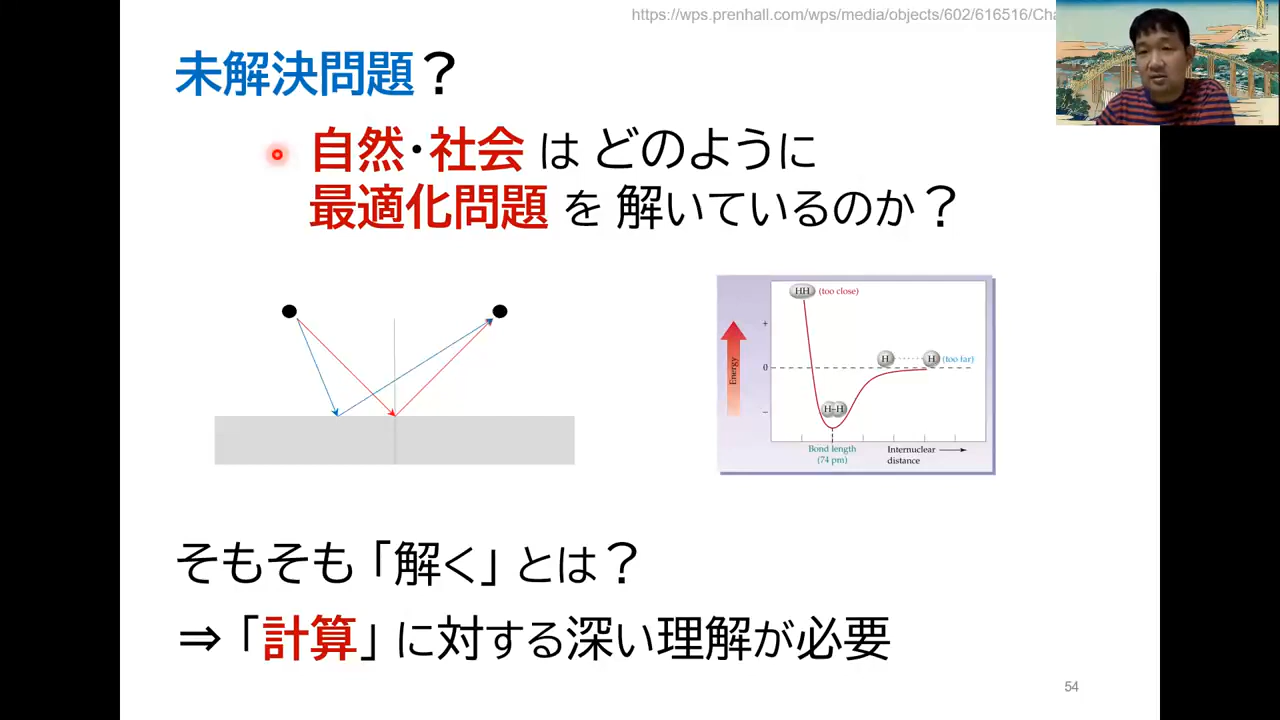 https://wps.prenhall.com/wps/media/objects/602/616516/Cha
未解決問題？
• 自然・社会 は どのように
最適化問題 を 解いているのか？
HH (too close)
+
Energy
0
H H (too far)
H–H
–
Bond length
(74 pm)
Internuclear
distance
そもそも「解く」とは？
⇒「計算」に対する深い理解が必要
54